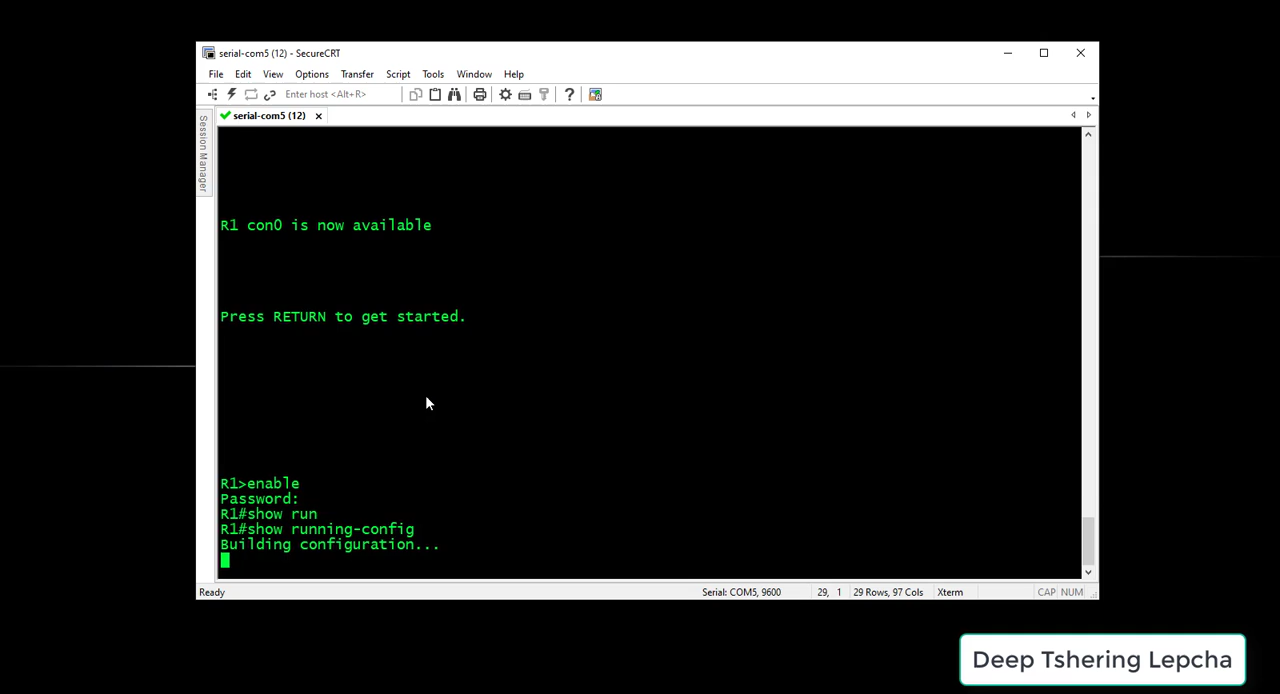 serial-com5 (12) - SecureCRT
File Edit View Options Transfer Script Tools Window Help
Enter host <Alt+R>
Session Manager
serial-com5 (12)
R1 con0 is now available
Press RETURN to get started.
R1>enable
Password:
R1#show run
R1#show running-config
Building configuration...
Ready Serial: COM5, 9600 29, 1 29 Rows, 97 Cols Xterm CAP NUM
Deep Tshering Lepcha